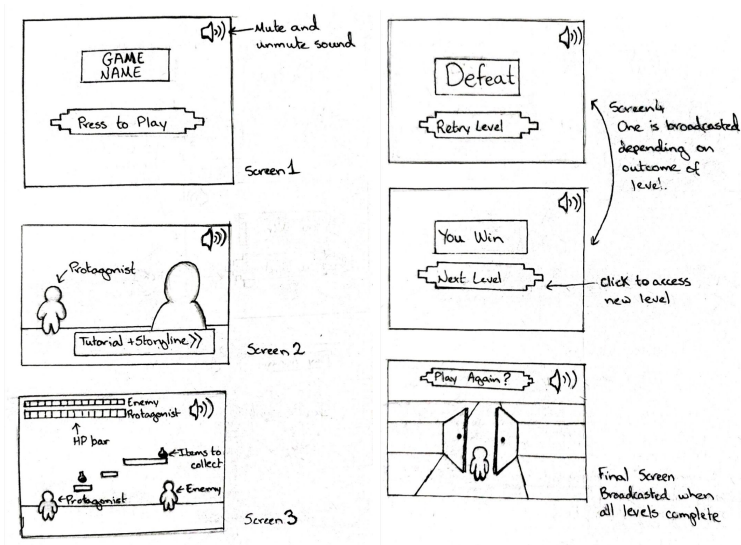 GAME
NAME
Press to Play
Mute and
unmute sound
Screen 1
Protagonist
Tutorial + Storyline >>
Screen 2
Enemy
Protagonist
HP bar
Items to
collect
Protagonist
Enemy
Screen 3
Defeat
Retry Level
Screen 4
One is broadcasted
depending on
outcome of
level.
You Win
Next Level
Click to access
new level
Play Again?
Final Screen
Broadcasted when
all levels complete